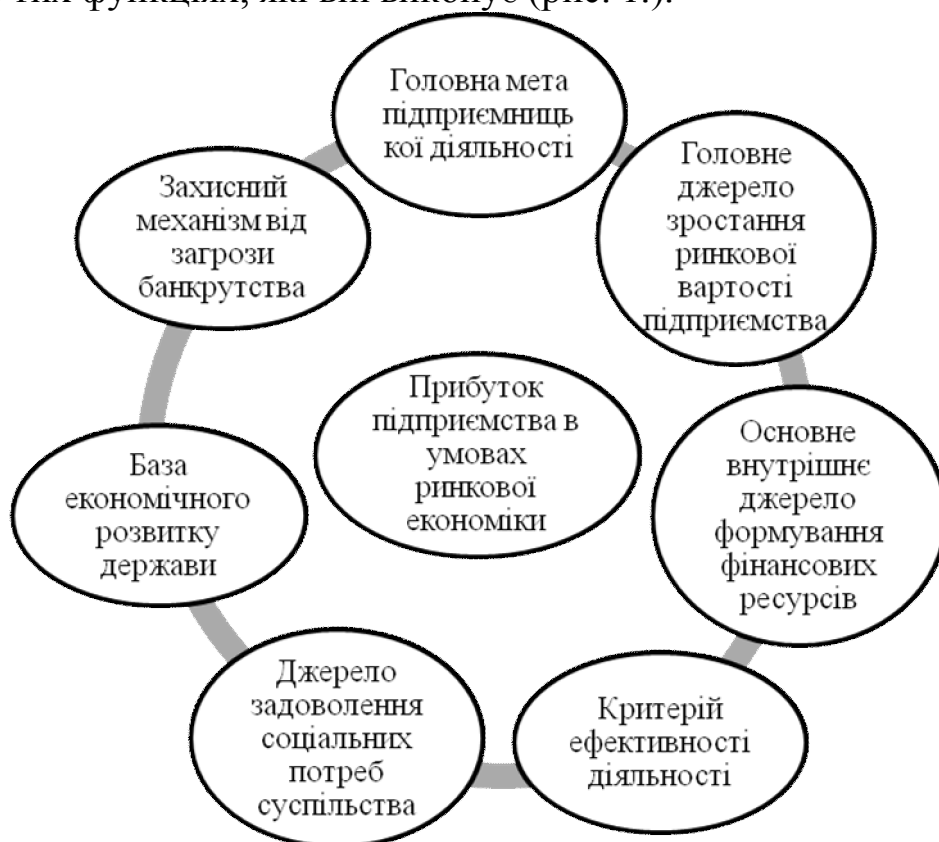 тих функціях, які він виконує (рис. 1.).
Головна мета
підприємниць
кої діяльності
Головне
джерело
зростання
ринкової
вартості
підприємства
Основне
внутрішнє
джерело
формування
фінансових
ресурсів
Критерій
ефективності
діяльності
Джерело
задоволення
соціальних
потреб
суспільства
База
економічного
розвитку
держави
Захисний
механізм від
загрози
банкрутства
Прибуток
підприємства в
умовах
ринкової
економіки